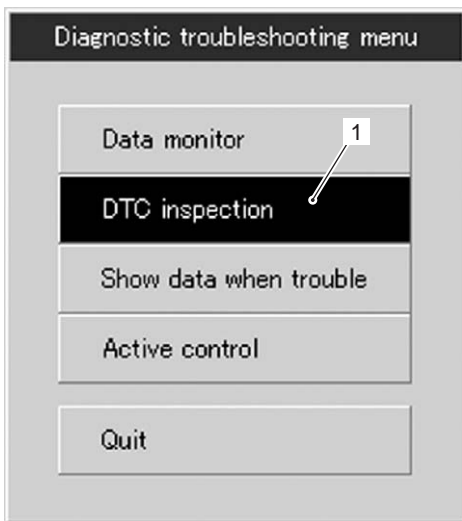 Diagnostic troubleshooting menu
Data monitor
1
DTC inspection
Show data when trouble
Active control
Quit